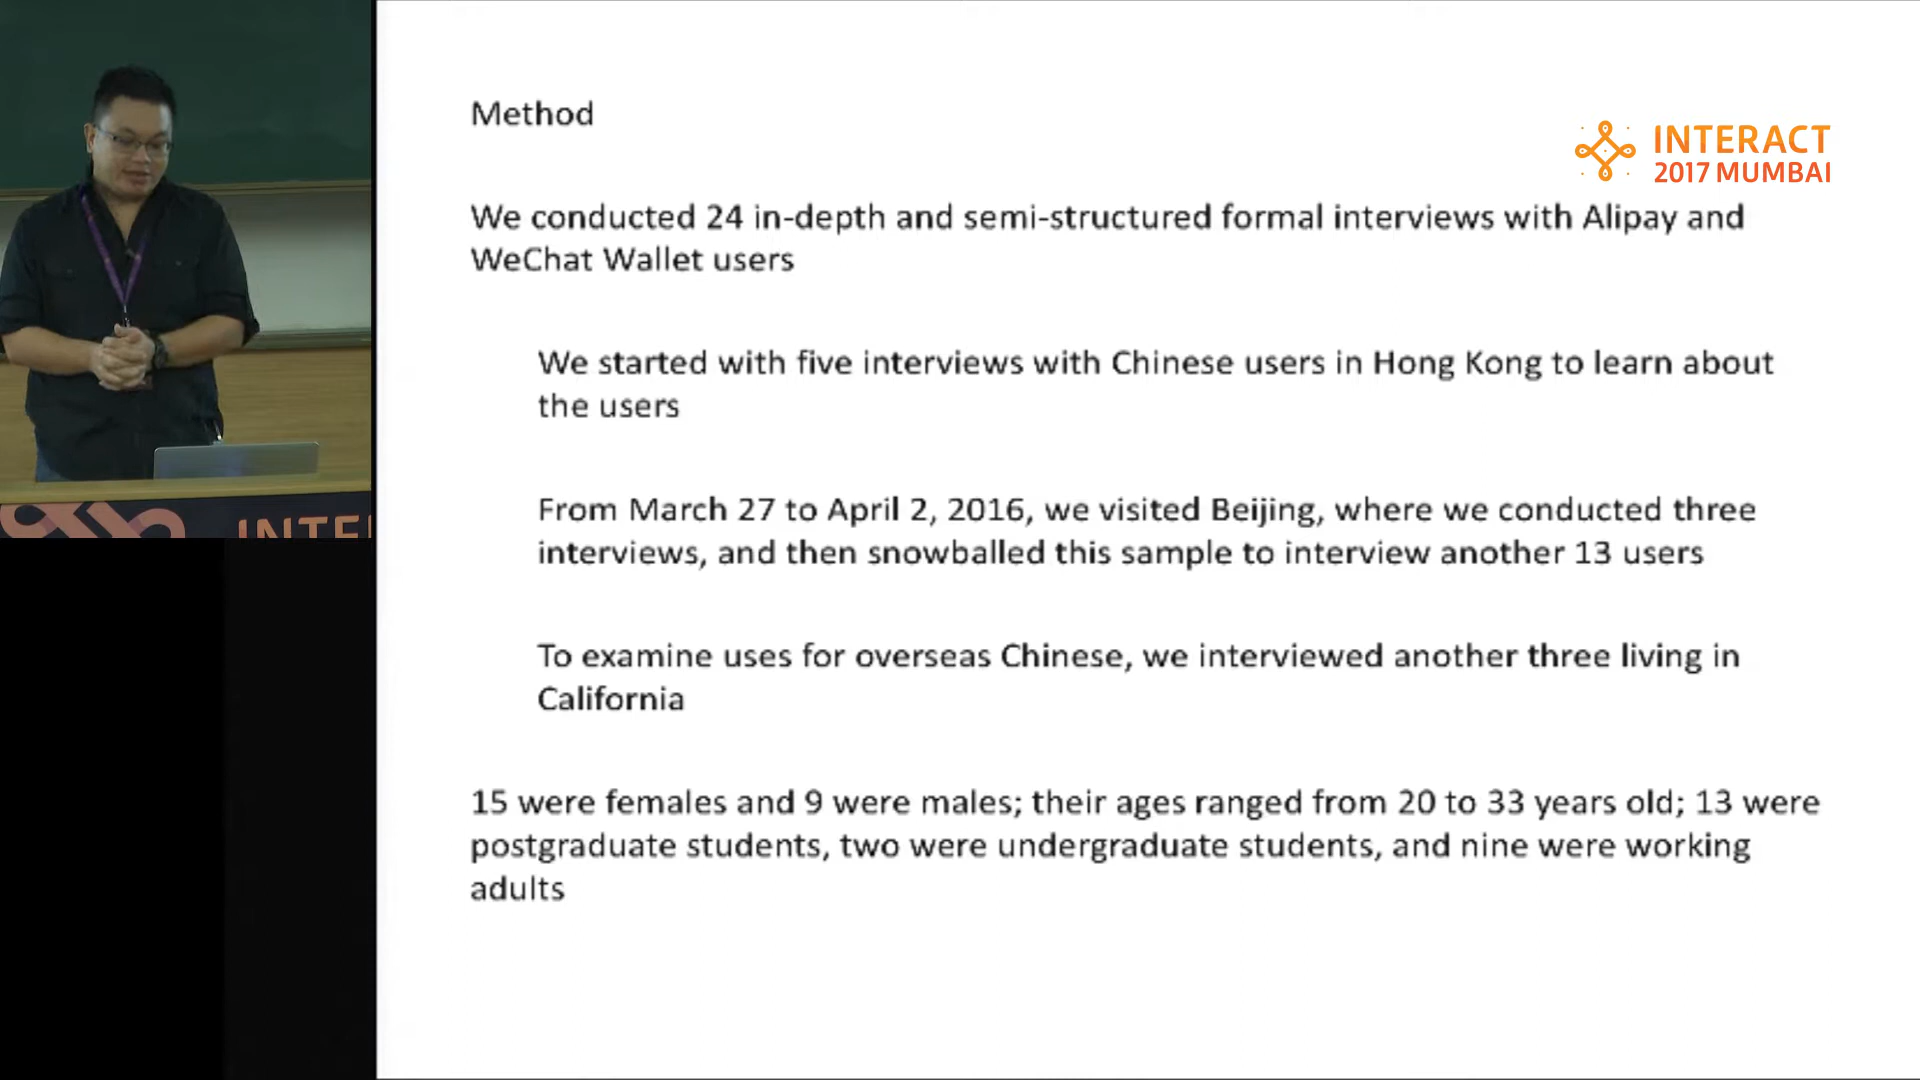 Method
INTERACT
2017 MUMBAI
We conducted 24 in-depth and semi-structured formal interviews with Alipay and
WeChat Wallet users
We started with five interviews with Chinese users in Hong Kong to learn about
the users
From March 27 to April 2, 2016, we visited Beijing, where we conducted three
interviews, and then snowballed this sample to interview another 13 users
To examine uses for overseas Chinese, we interviewed another three living in
California
15 were females and 9 were males; their ages ranged from 20 to 33 years old; 13 were
postgraduate students, two were undergraduate students, and nine were working
adults
INTE